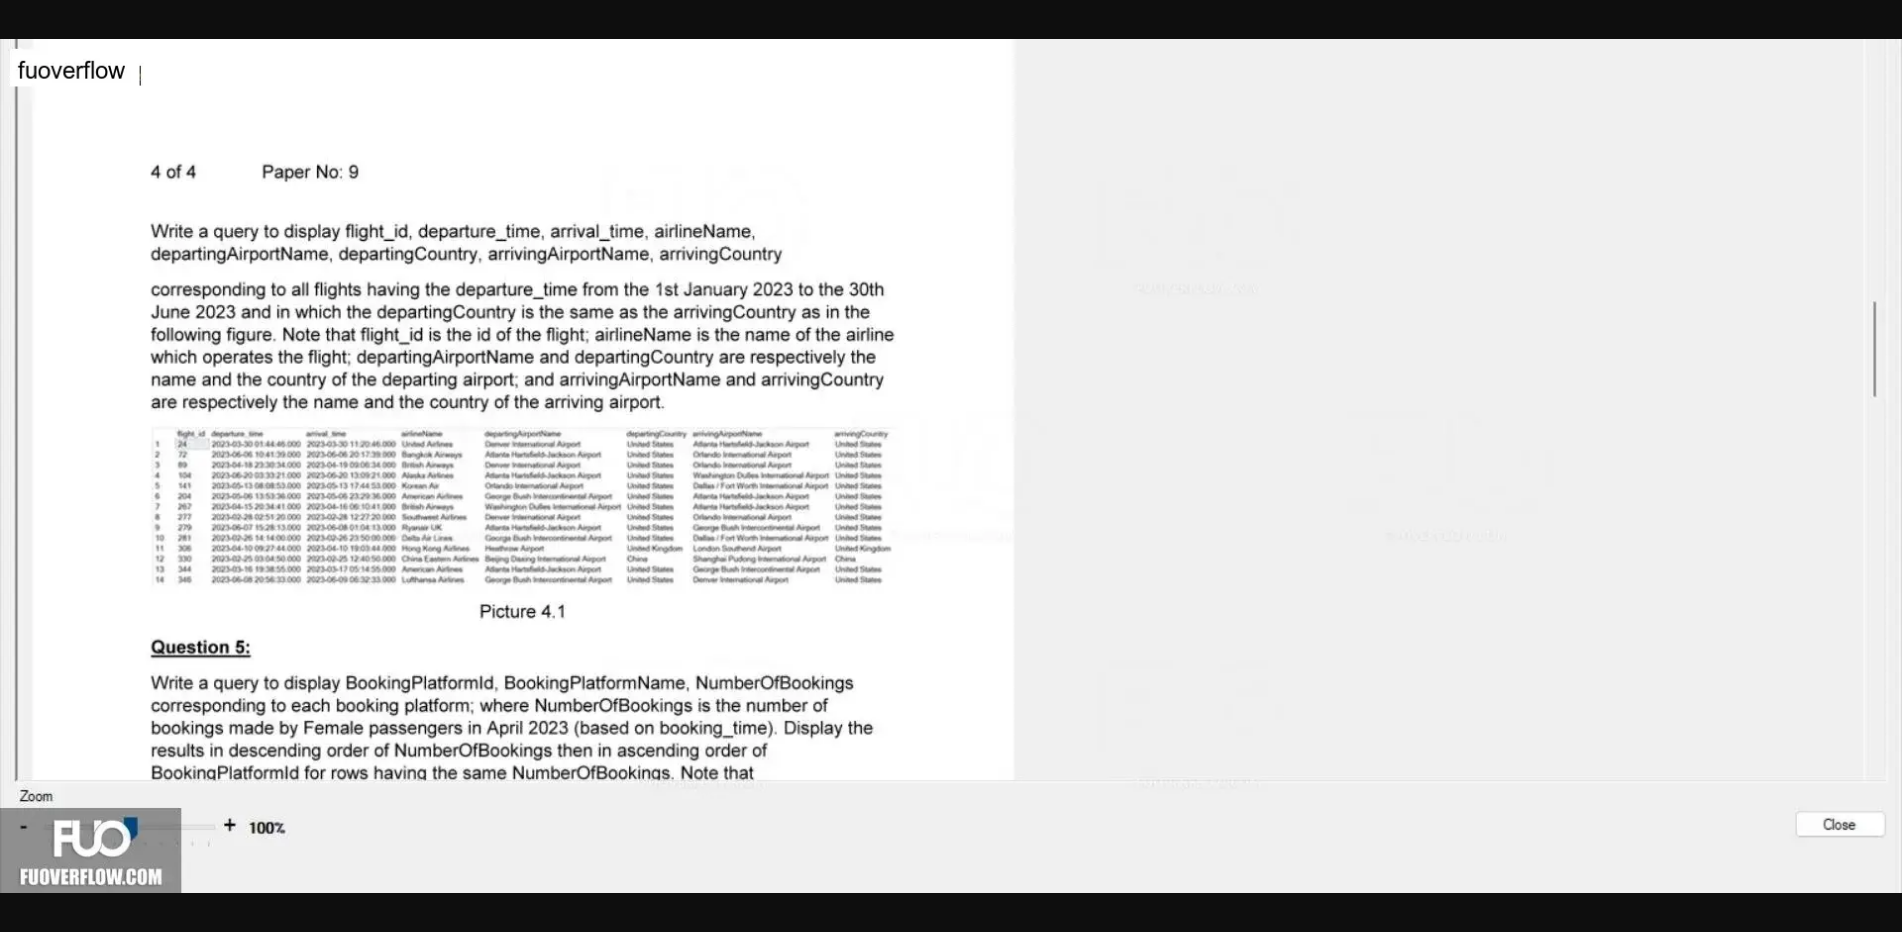 fuoverflow
4 of 4 Paper No: 9
Write a query to display flight_id, departure_time, arrival_time, airlineName,
departingAirportName, departingCountry, arrivingAirportName, arrivingCountry
corresponding to all flights having the departure_time from the 1st January 2023 to the 30th
June 2023 and in which the departingCountry is the same as the arrivingCountry as in the
following figure. Note that flight_id is the id of the flight; airlineName is the name of the airline
which operates the flight; departingAirportName and departingCountry are respectively the
name and the country of the departing airport; and arrivingAirportName and arrivingCountry
are respectively the name and the country of the arriving airport.
flight_id departure_time arrival_time airlineName departingAirportName departingCountry arrivingAirportName arrivingCountry
1 24 2023-03-30 01:44:46.000 2023-03-30 11:20:46.000 United Airlines Denver International Airport United States Atlanta Hartsfield-Jackson Airport United States
2 72 2023-06-06 10:41:39.000 2023-06-06 20:17:39.000 Bangkok Airways Atlanta Hartsfield-Jackson Airport United States Orlando International Airport United States
3 89 2023-04-18 23:30:34.000 2023-04-19 09:06:34.000 British Airways Denver International Airport United States Orlando International Airport United States
4 104 2023-06-20 03:33:21.000 2023-06-20 13:09:21.000 Alaska Airlines Atlanta Hartsfield-Jackson Airport United States Washington Dulles International Airport United States
5 141 2023-05-13 08:08:53.000 2023-05-13 17:44:53.000 Korean Air Orlando International Airport United States Dallas / Fort Worth International Airport United States
6 204 2023-05-06 13:53:36.000 2023-05-06 23:29:36.000 American Airlines George Bush Intercontinental Airport United States Atlanta Hartsfield-Jackson Airport United States
7 267 2023-04-15 20:34:41.000 2023-04-16 06:10:41.000 British Airways Washington Dulles International Airport United States Atlanta Hartsfield-Jackson Airport United States
8 277 2023-02-28 02:51:20.000 2023-02-28 12:27:20.000 Southwest Airlines Denver International Airport United States Orlando International Airport United States
9 279 2023-06-07 15:28:13.000 2023-06-08 01:04:13.000 Ryanair UK Atlanta Hartsfield-Jackson Airport United States George Bush Intercontinental Airport United States
10 281 2023-02-26 14:14:00.000 2023-02-26 23:50:00.000 Delta Air Lines George Bush Intercontinental Airport United States Dallas / Fort Worth International Airport United States
11 306 2023-04-10 09:27:44.000 2023-04-10 19:03:44.000 Hong Kong Airlines Heathrow Airport United Kingdom London Southend Airport United Kingdom
12 330 2023-02-25 03:04:50.000 2023-02-25 12:40:50.000 China Eastern Airlines Beijing Daxing International Airport China Shanghai Pudong International Airport China
13 344 2023-03-16 19:38:55.000 2023-03-17 05:14:55.000 American Airlines Atlanta Hartsfield-Jackson Airport United States George Bush Intercontinental Airport United States
14 346 2023-06-08 20:56:33.000 2023-06-09 06:32:33.000 Lufthansa Airlines George Bush Intercontinental Airport United States Denver International Airport United States
Picture 4.1
Question 5:
Write a query to display BookingPlatformId, BookingPlatformName, NumberOfBookings
corresponding to each booking platform; where NumberOfBookings is the number of
bookings made by Female passengers in April 2023 (based on booking_time). Display the
results in descending order of NumberOfBookings then in ascending order of
BookingPlatformId for rows having the same NumberOfBookings. Note that
Zoom
- + 100%
Close
FUO
FUOVERFLOW.COM